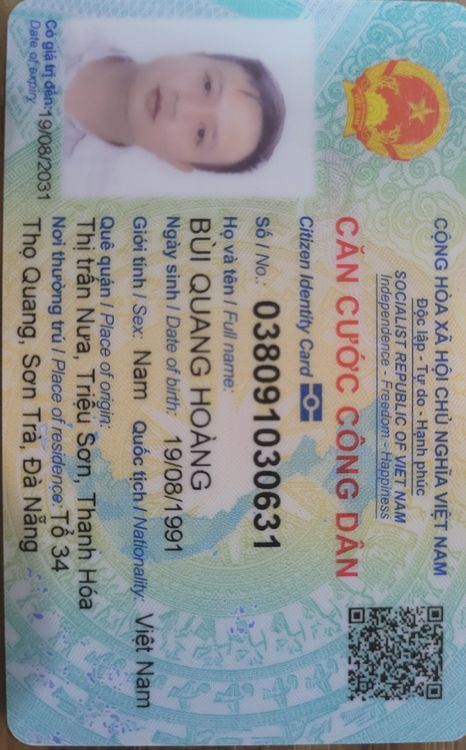 CỘNG HÒA XÃ HỘI CHỦ NGHĨA VIỆT NAM
Độc lập - Tự do - Hạnh phúc
SOCIALIST REPUBLIC OF VIET NAM
Independence - Freedom - Happiness
CĂN CƯỚC CÔNG DÂN
Citizen Identity Card
Số / No.: 038091030631
Họ và tên / Full name:
BÙI QUANG HOÀNG
Ngày sinh / Date of birth: 19/08/1991
Giới tính / Sex: Nam Quốc tịch / Nationality: Việt Nam
Quê quán / Place of origin:
Thị trấn Nưa, Triệu Sơn, Thanh Hóa
Nơi thường trú / Place of residence: Tổ 34
Thọ Quang, Sơn Trà, Đà Nẵng
Có giá trị đến: 19/08/2031
Date of expiry